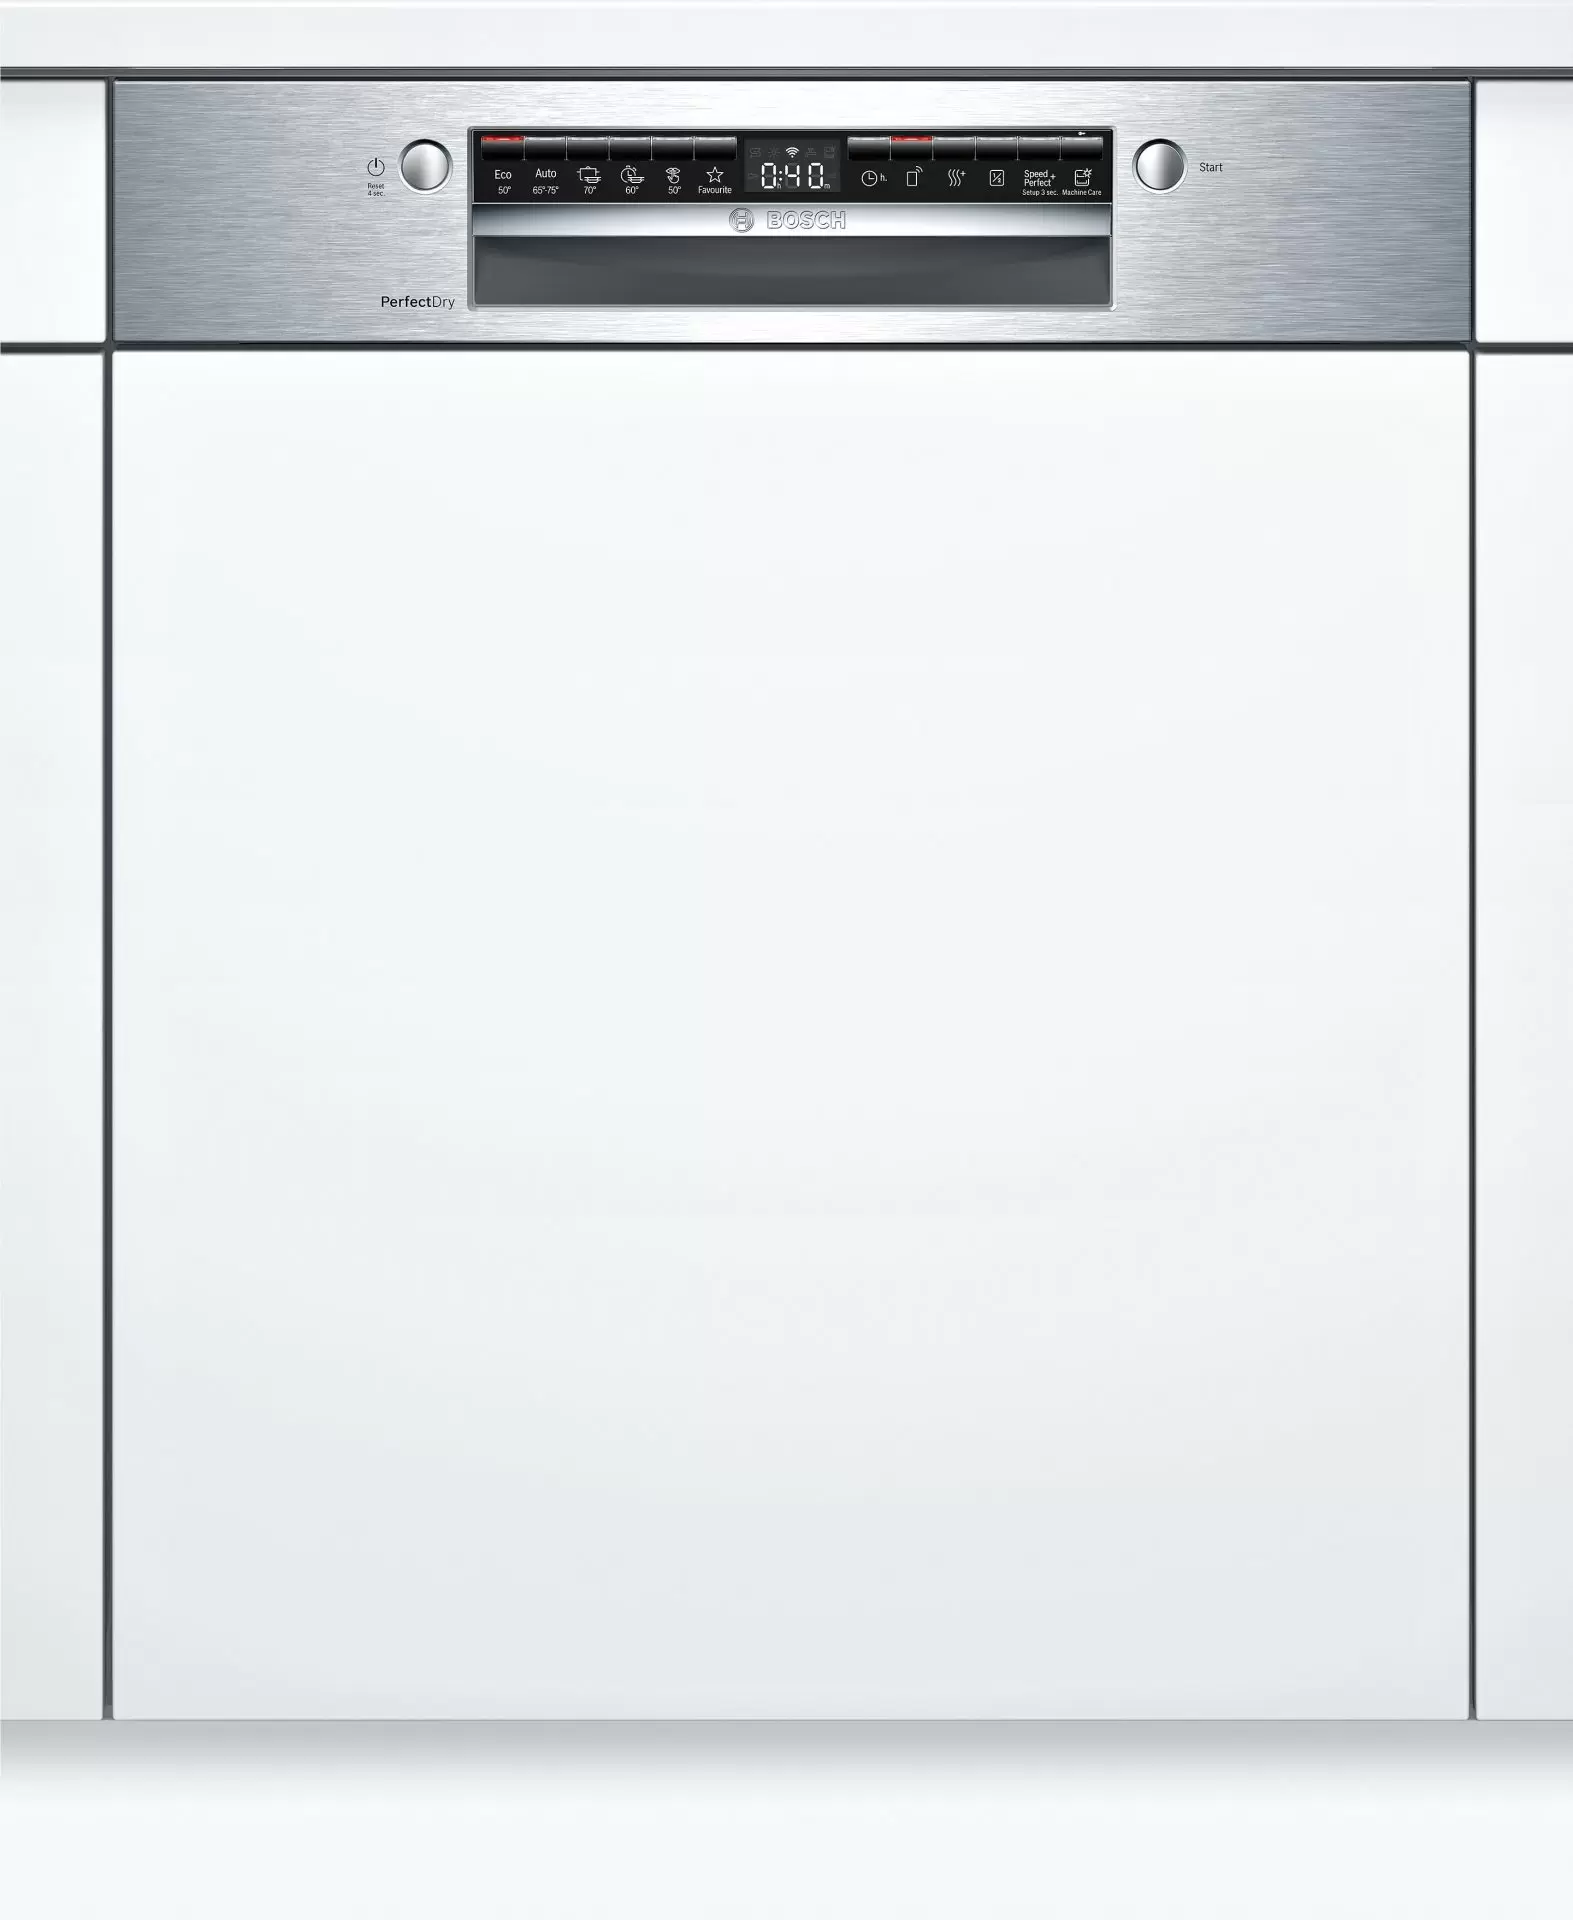 Reset
4 sec.
Eco
50°
Auto
65°-75°
70°
60°
50°
Favourite
0:40
h
m
h.
Speed
Perfect+
Setup 3 sec.
Machine Care
Start
BOSCH
PerfectDry